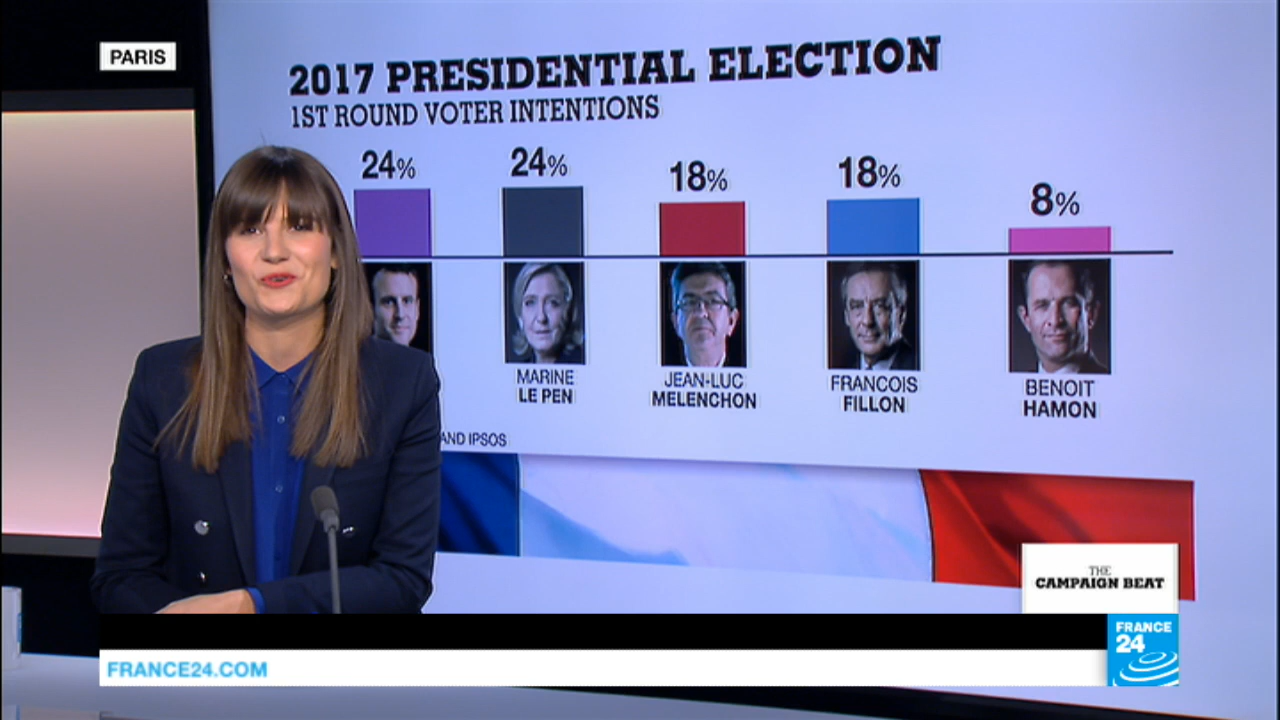 PARIS
2017 PRESIDENTIAL ELECTION
1ST ROUND VOTER INTENTIONS
24% 24% 18% 18% 8%
MARINE LE PEN
JEAN-LUC MELENCHON
FRANCOIS FILLON
BENOIT HAMON
AND IPSOS
THE
CAMPAIGN BEAT
FRANCE
24
FRANCE24.COM